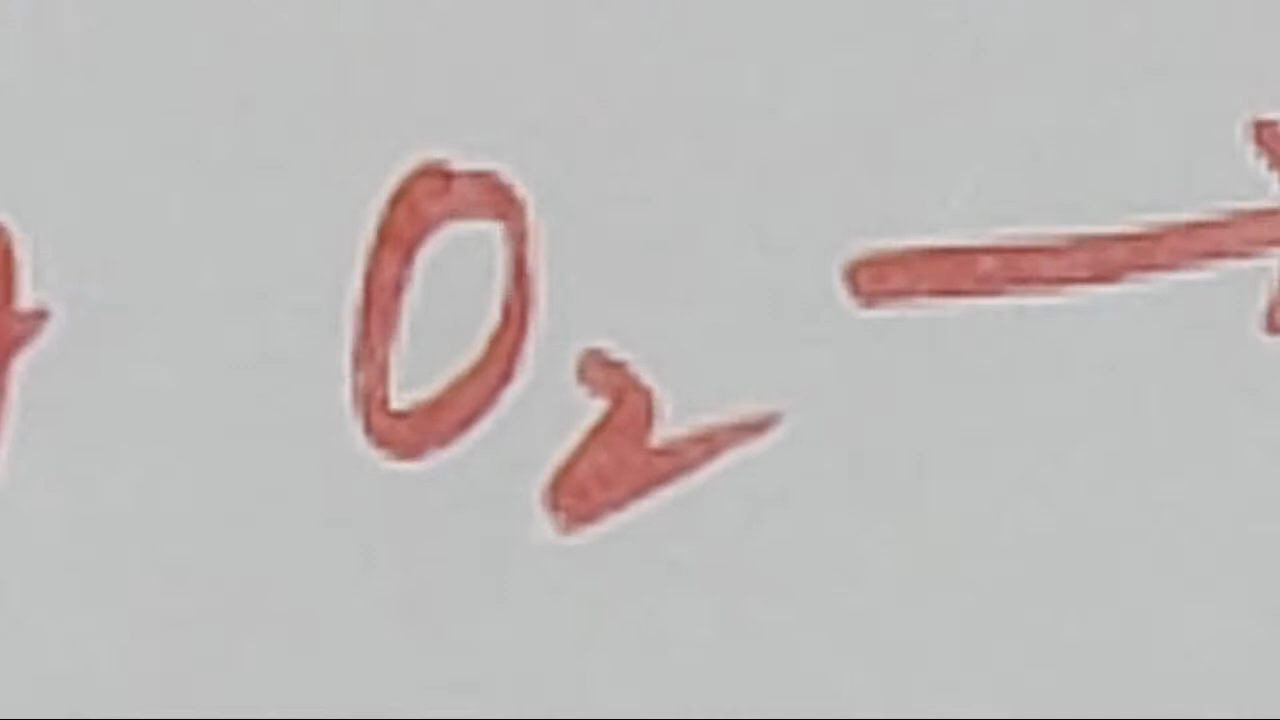 + O₂ →